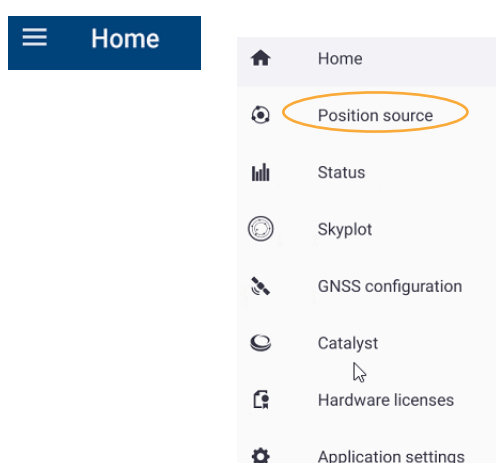 Home
Home
Position source
Status
Skyplot
GNSS configuration
Catalyst
Hardware licenses
Application settings